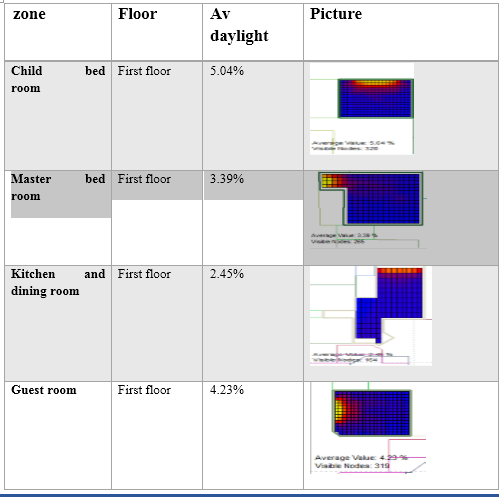 zone Floor Av daylight Picture
Child bed room First floor 5.04%
Average Value: 5.04 %
Visible Nodes: 320
Master bed room First floor 3.39%
Average Value: 3.39 %
Visible Nodes: 265
Kitchen and dining room First floor 2.45%
Average Value: 2.45 %
Visible Nodes: 164
Guest room First floor 4.23%
Average Value: 4.23 %
Visible Nodes: 319